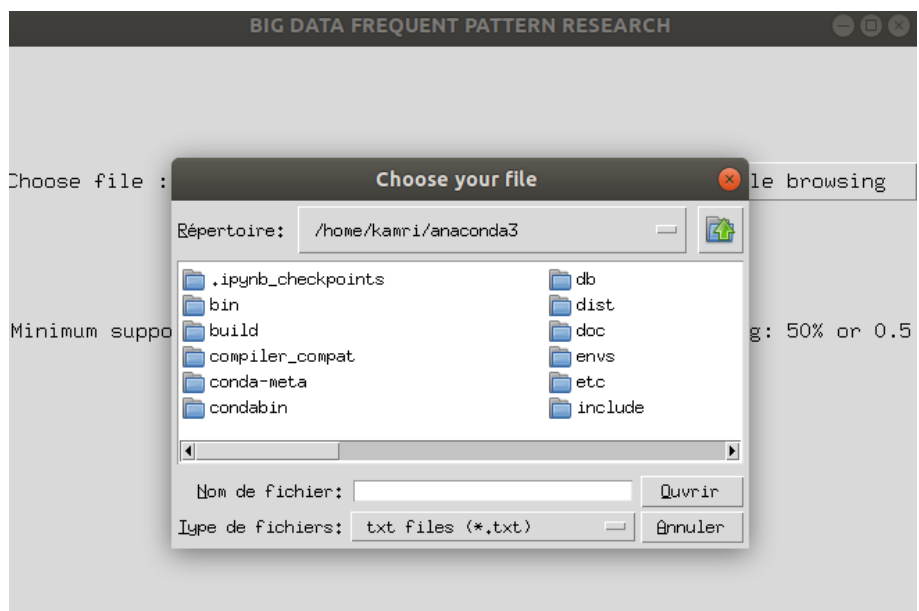 BIG DATA FREQUENT PATTERN RESEARCH
Choose file :
le browsing
Choose your file
Répertoire: /home/kamri/anaconda3
.ipynb_checkpoints
bin
build
compiler_compat
conda-meta
condabin
db
dist
doc
envs
etc
include
Minimum suppo
g: 50% or 0.5
Nom de fichier:
Ouvrir
Type de fichiers: txt files (*.txt)
Annuler